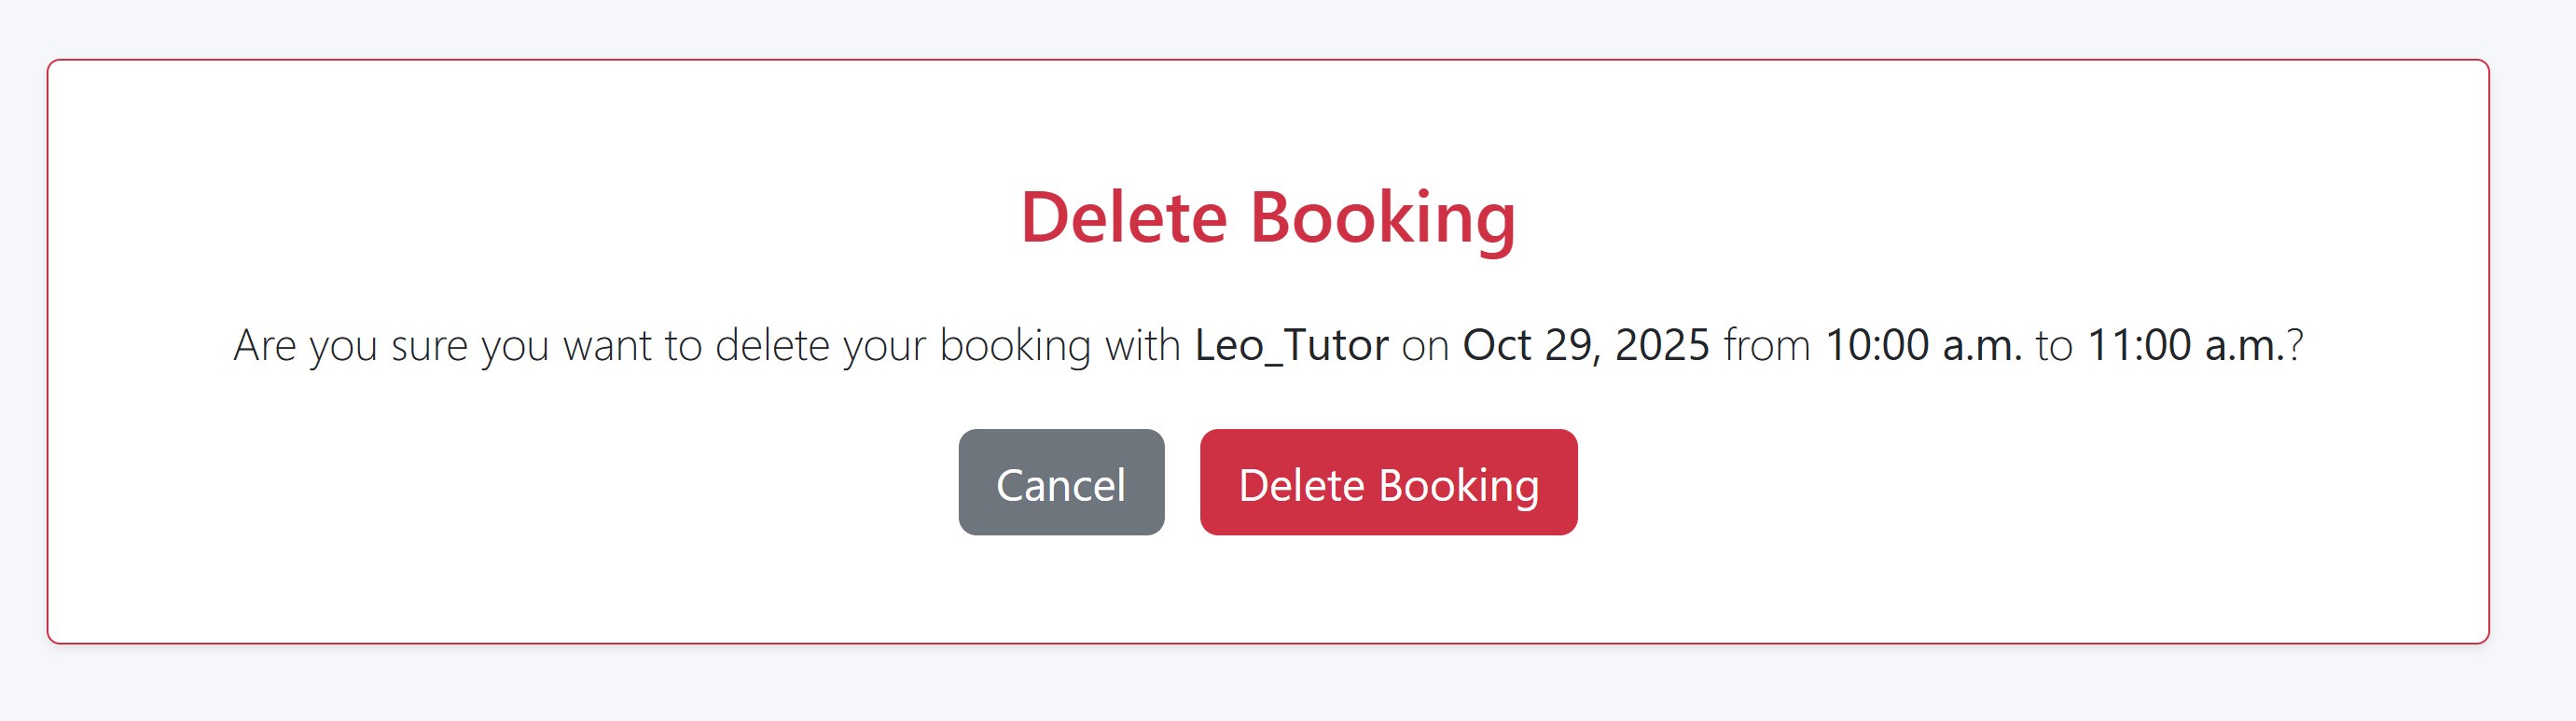 Delete Booking
Are you sure you want to delete your booking with Leo_Tutor on Oct 29, 2025 from 10:00 a.m. to 11:00 a.m.?
Cancel
Delete Booking